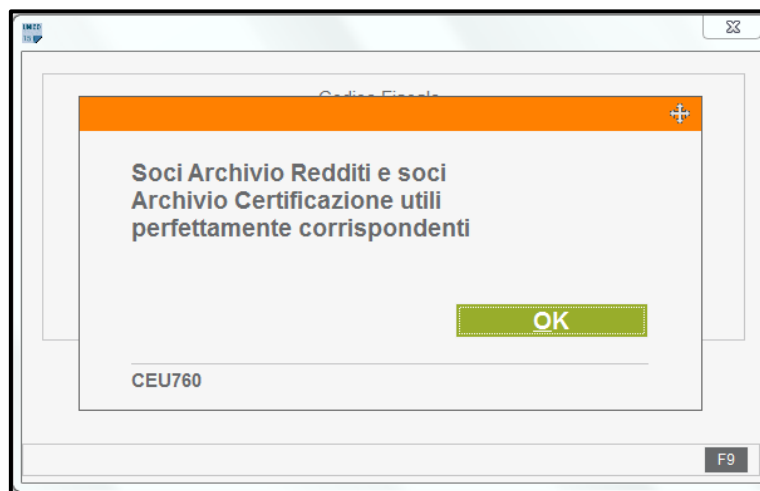 Soci Archivio Redditi e soci
Archivio Certificazione utili
perfettamente corrispondenti
OK
CEU760
F9